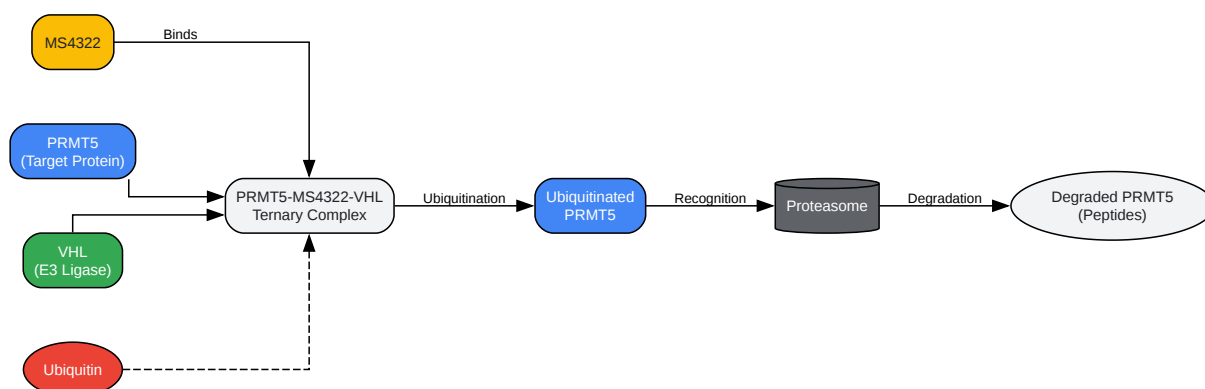 MS4322
Binds
PRMT5
(Target Protein)
PRMT5-MS4322-VHL
Ternary Complex
Ubiquitination
Ubiquitinated
PRMT5
Recognition
Proteasome
Degradation
Degraded PRMT5
(Peptides)
VHL
(E3 Ligase)
Ubiquitin